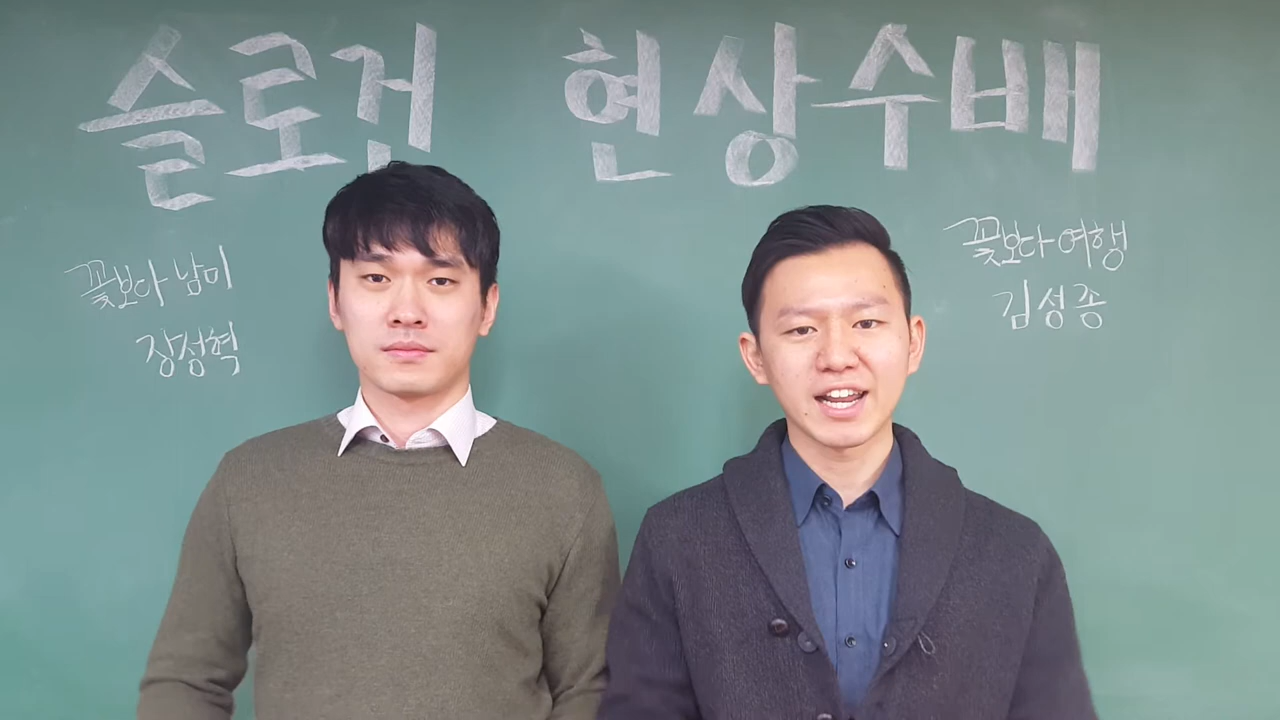 슬로건 현상수배
꽃보다 남미
장정혁
꽃보다 여행
김성종